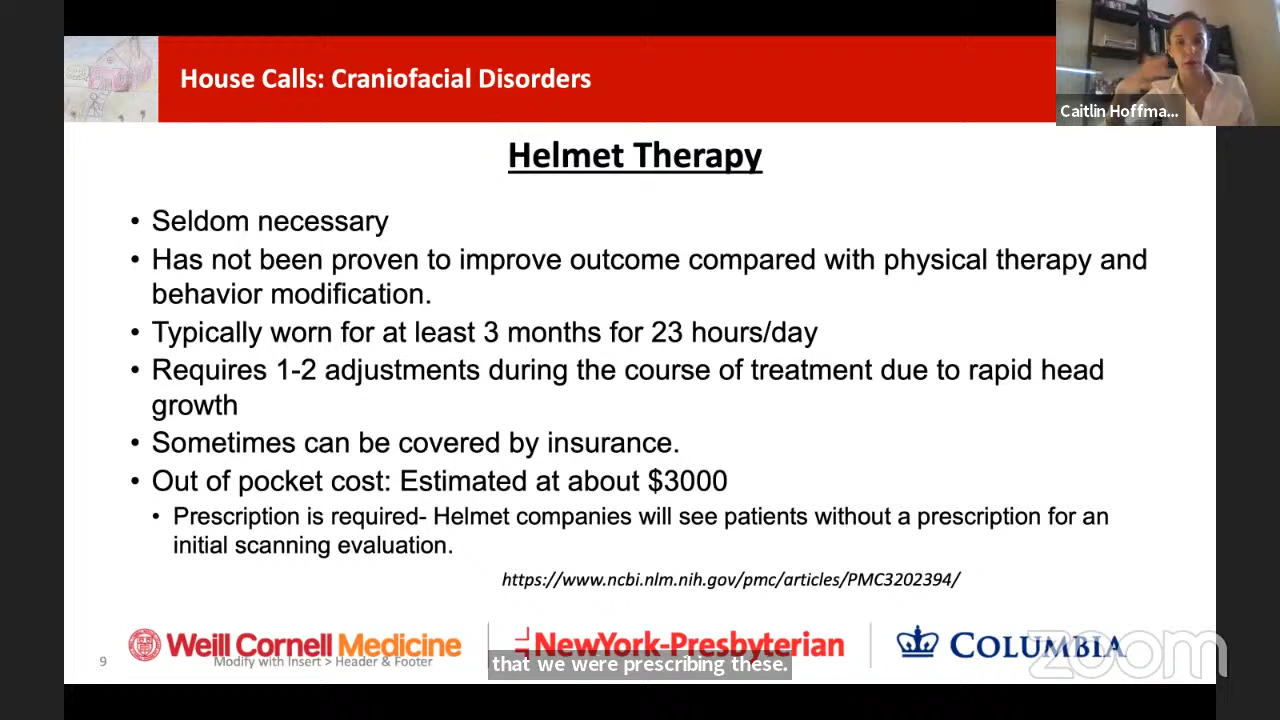 House Calls: Craniofacial Disorders
Caitlin Hoffma...
Helmet Therapy
• Seldom necessary
• Has not been proven to improve outcome compared with physical therapy and
behavior modification.
• Typically worn for at least 3 months for 23 hours/day
• Requires 1-2 adjustments during the course of treatment due to rapid head
growth
• Sometimes can be covered by insurance.
• Out of pocket cost: Estimated at about $3000
• Prescription is required- Helmet companies will see patients without a prescription for an
initial scanning evaluation.
https://www.ncbi.nlm.nih.gov/pmc/articles/PMC3202394/
Weill Cornell Medicine
NewYork-Presbyterian
COLUMBIA
zoom
9
Modify with Insert > Header & Footer
that we were prescribing these.